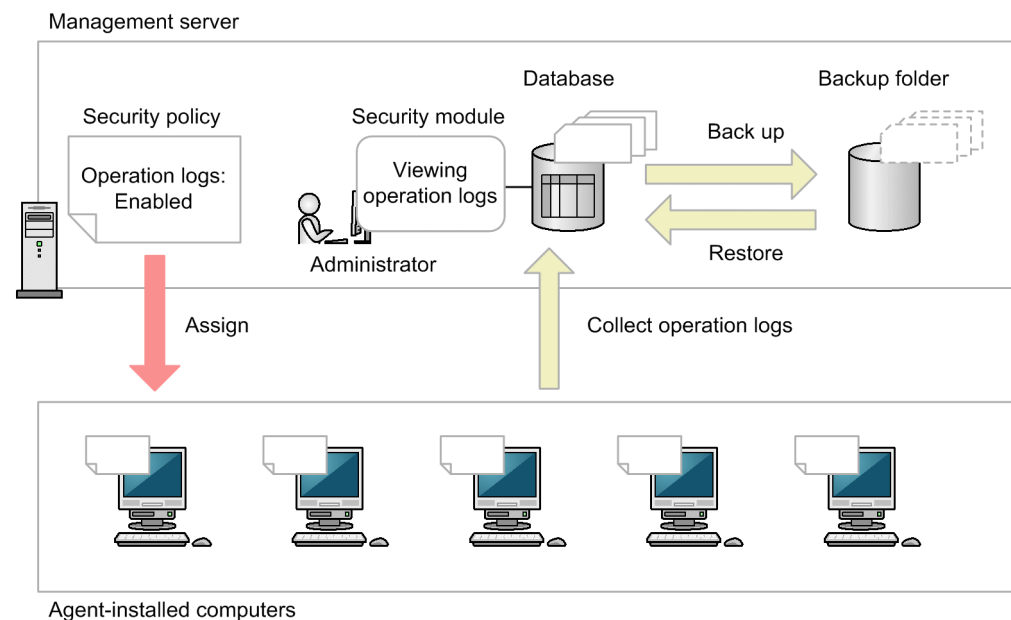 Management server
Database
Backup folder
Security policy
Security module
Back up
Operation logs:
Enabled
Viewing
operation logs
Administrator
Restore
Assign
Collect operation logs
Agent-installed computers